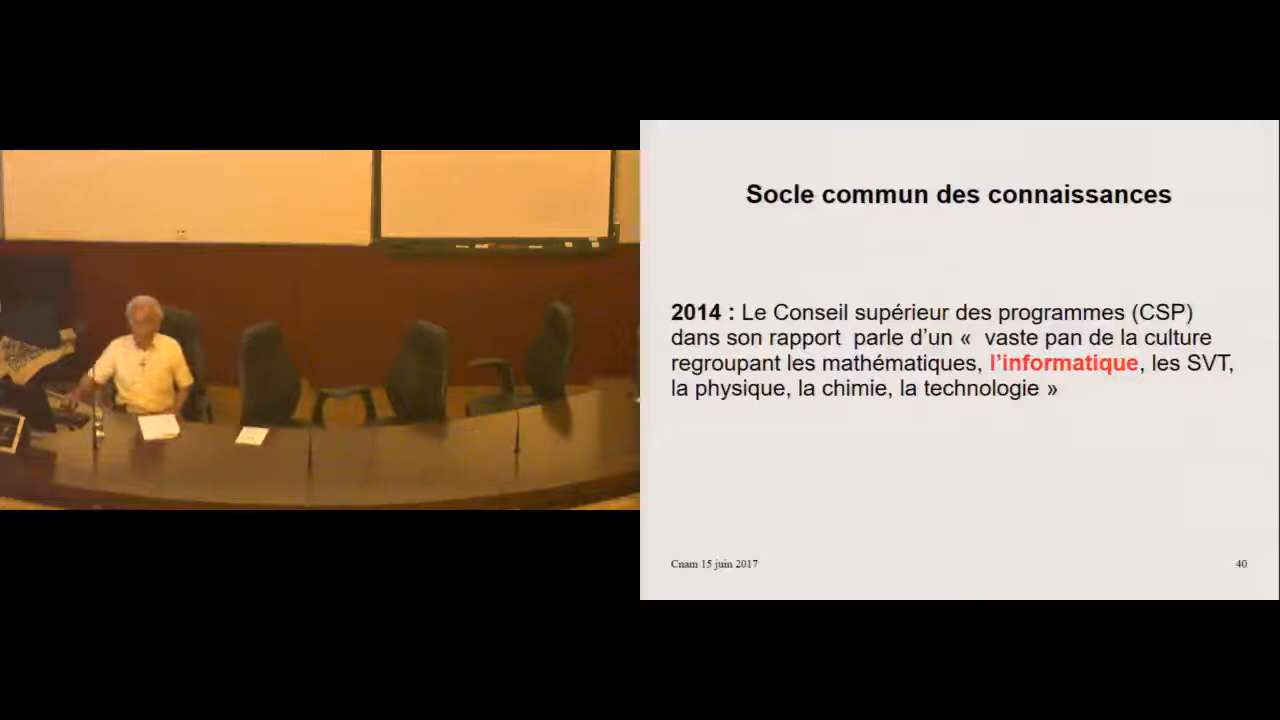 Socle commun des connaissances
2014 : Le Conseil supérieur des programmes (CSP)
dans son rapport parle d’un « vaste pan de la culture
regroupant les mathématiques, l’informatique, les SVT,
la physique, la chimie, la technologie »
Cnam 15 juin 2017
40